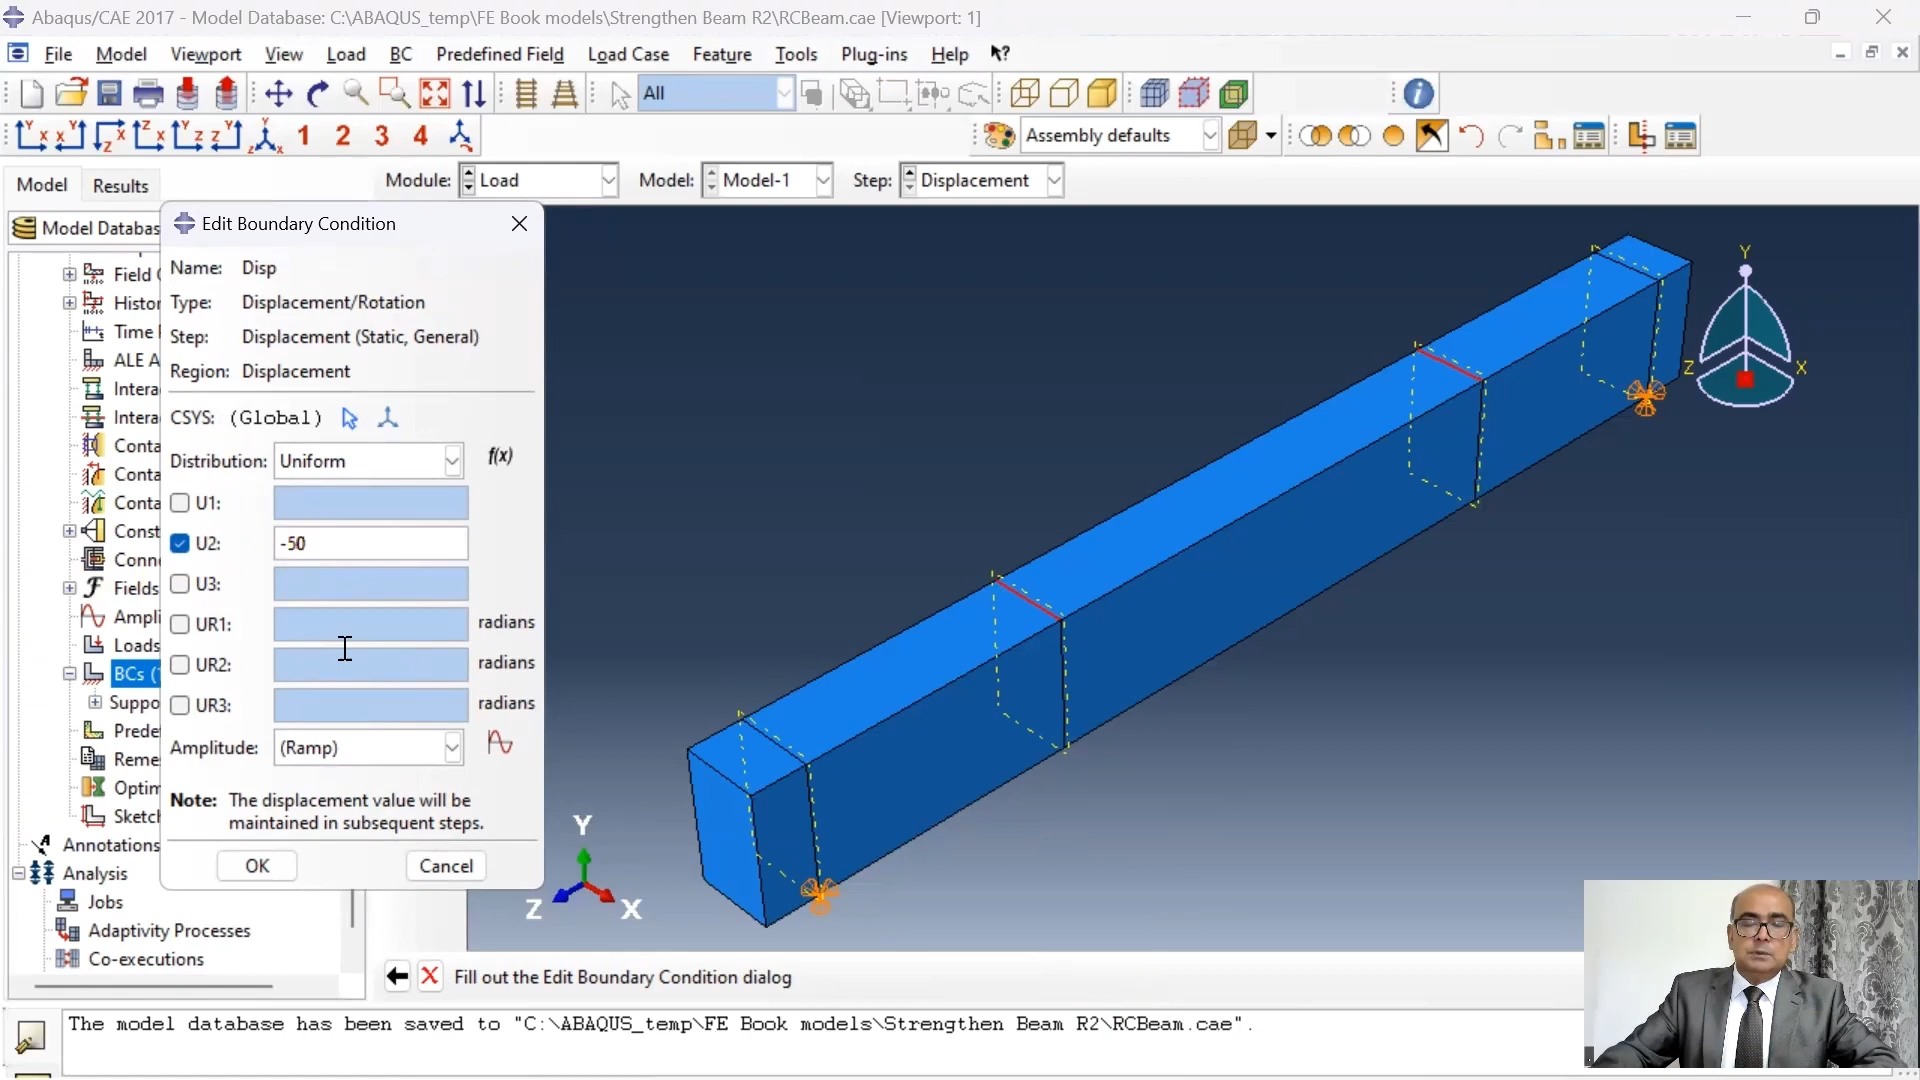 Abaqus/CAE 2017 - Model Database: C:\ABAQUS_temp\FE Book models\Strengthen Beam R2\RCBeam.cae [Viewport: 1]
File Model Viewport View Load BC Predefined Field Load Case Feature Tools Plug-ins Help
All
1 2 3 4
Assembly defaults
Module: Load Model: Model-1 Step: Displacement
Model Results
Model Databas
Field
Histor
Time
ALE A
Intera
Intera
Conta
Conta
Conta
Const
Conn
Fields
Ampli
Loads
BCs (
Suppo
Prede
Reme
Optim
Sketch
Annotations
Analysis
Jobs
Adaptivity Processes
Co-executions
Edit Boundary Condition
Name: Disp
Type: Displacement/Rotation
Step: Displacement (Static, General)
Region: Displacement
CSYS: (Global)
Distribution: Uniform f(x)
U1:
U2: -50
U3:
UR1: radians
UR2: radians
UR3: radians
Amplitude: (Ramp)
Note: The displacement value will be
maintained in subsequent steps.
OK Cancel
Y
Z X
Y
Z X
Fill out the Edit Boundary Condition dialog
The model database has been saved to "C:\ABAQUS_temp\FE Book models\Strengthen Beam R2\RCBeam.cae".